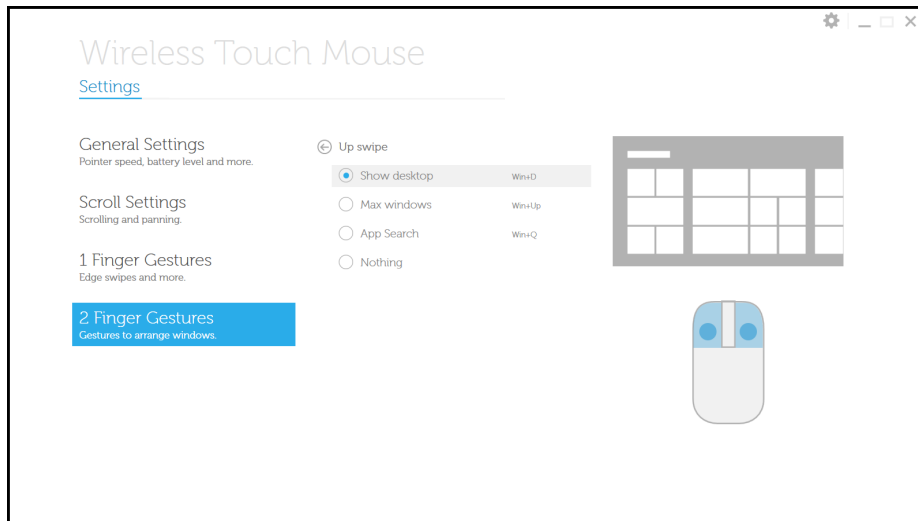 Wireless Touch Mouse
Settings
General Settings
Pointer speed, battery level and more.
Scroll Settings
Scrolling and panning.
1 Finger Gestures
Edge swipes and more.
2 Finger Gestures
Gestures to arrange windows.
Up swipe
Show desktop Win+D
Max windows Win+Up
App Search Win+Q
Nothing